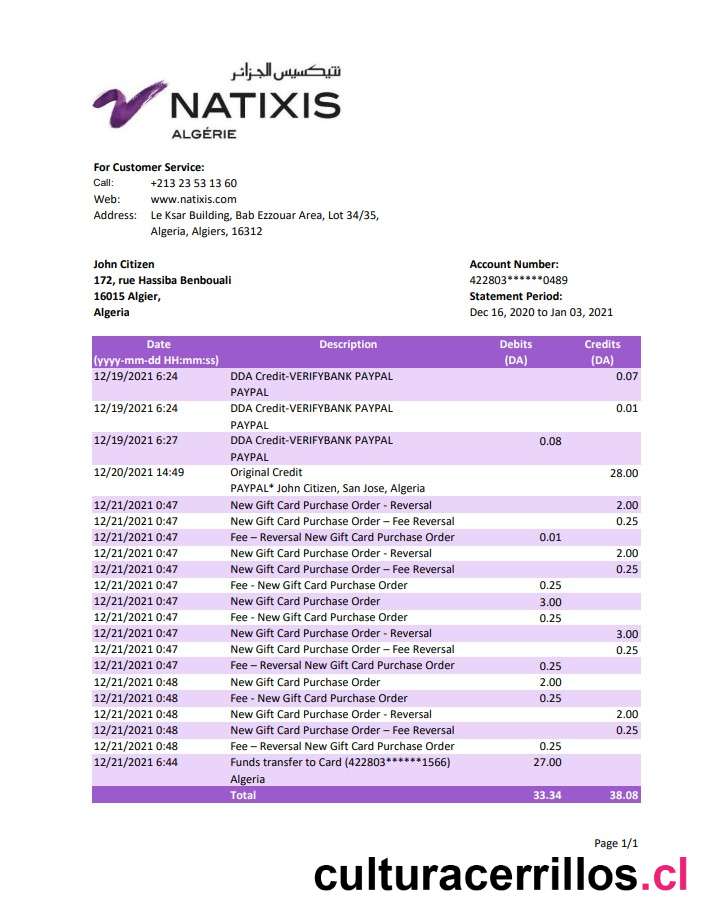 نتيكسيس الجزائر
NATIXIS
ALGÉRIE
For Customer Service:
Call: +213 23 53 13 60
Web: www.natixis.com
Address: Le Ksar Building, Bab Ezzouar Area, Lot 34/35,
Algeria, Algiers, 16312
John Citizen Account Number:
172, rue Hassiba Benbouali 422803******0489
16015 Algier, Statement Period:
Algeria Dec 16, 2020 to Jan 03, 2021
Date Description Debits Credits
(yyyy-mm-dd HH:mm:ss) (DA) (DA)
12/19/2021 6:24 DDA Credit-VERIFYBANK PAYPAL 0.07
PAYPAL
12/19/2021 6:24 DDA Credit-VERIFYBANK PAYPAL 0.01
PAYPAL
12/19/2021 6:27 DDA Credit-VERIFYBANK PAYPAL 0.08
PAYPAL
12/20/2021 14:49 Original Credit 28.00
PAYPAL* John Citizen, San Jose, Algeria
12/21/2021 0:47 New Gift Card Purchase Order - Reversal 2.00
12/21/2021 0:47 New Gift Card Purchase Order – Fee Reversal 0.25
12/21/2021 0:47 Fee – Reversal New Gift Card Purchase Order 0.01
12/21/2021 0:47 New Gift Card Purchase Order - Reversal 2.00
12/21/2021 0:47 New Gift Card Purchase Order – Fee Reversal 0.25
12/21/2021 0:47 Fee - New Gift Card Purchase Order 0.25
12/21/2021 0:47 New Gift Card Purchase Order 3.00
12/21/2021 0:47 Fee - New Gift Card Purchase Order 0.25
12/21/2021 0:47 New Gift Card Purchase Order - Reversal 3.00
12/21/2021 0:47 New Gift Card Purchase Order – Fee Reversal 0.25
12/21/2021 0:47 Fee – Reversal New Gift Card Purchase Order 0.25
12/21/2021 0:48 New Gift Card Purchase Order 2.00
12/21/2021 0:48 Fee - New Gift Card Purchase Order 0.25
12/21/2021 0:48 New Gift Card Purchase Order - Reversal 2.00
12/21/2021 0:48 New Gift Card Purchase Order – Fee Reversal 0.25
12/21/2021 0:48 Fee – Reversal New Gift Card Purchase Order 0.25
12/21/2021 6:44 Funds transfer to Card (422803******1566) 27.00
Algeria
Total 33.34 38.08
Page 1/1
culturacerrillos.cl